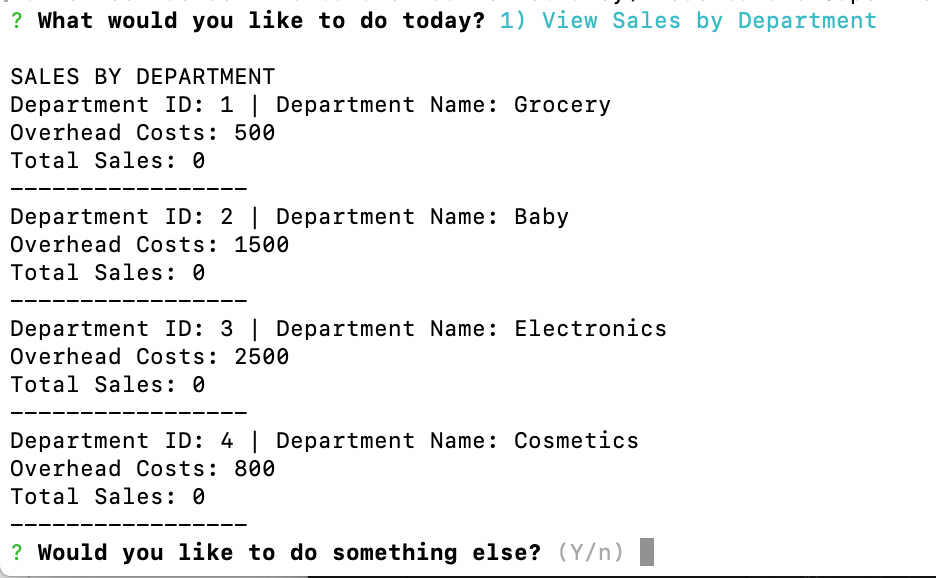 ? What would you like to do today? 1) View Sales by Department
SALES BY DEPARTMENT
Department ID: 1 | Department Name: Grocery
Overhead Costs: 500
Total Sales: 0
-----------------
Department ID: 2 | Department Name: Baby
Overhead Costs: 1500
Total Sales: 0
-----------------
Department ID: 3 | Department Name: Electronics
Overhead Costs: 2500
Total Sales: 0
-----------------
Department ID: 4 | Department Name: Cosmetics
Overhead Costs: 800
Total Sales: 0
-----------------
? Would you like to do something else? (Y/n)